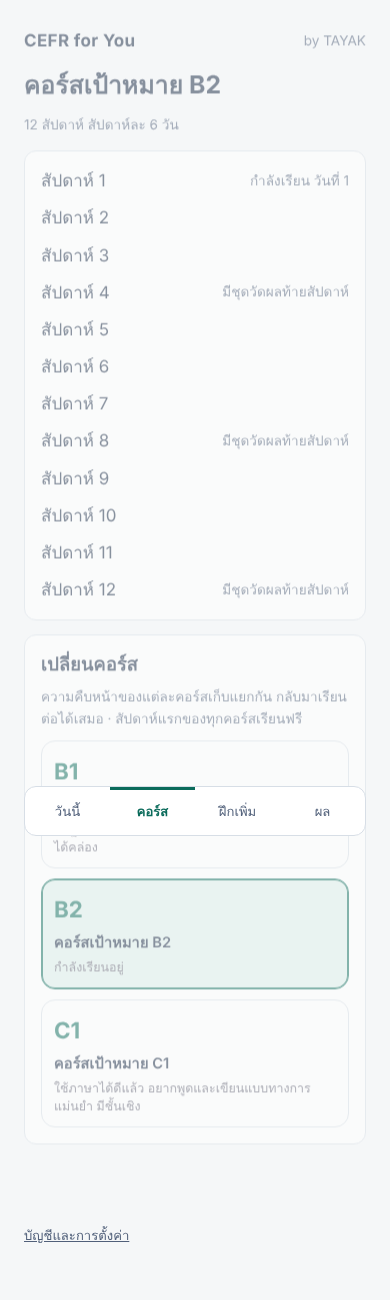 CEFR for You
by TAYAK
คอร์สเป้าหมาย B2
12 สัปดาห์ สัปดาห์ละ 6 วัน
สัปดาห์ 1 กำลังเรียน วันที่ 1
สัปดาห์ 2
สัปดาห์ 3
สัปดาห์ 4 มีชุดวัดผลท้ายสัปดาห์
สัปดาห์ 5
สัปดาห์ 6
สัปดาห์ 7
สัปดาห์ 8 มีชุดวัดผลท้ายสัปดาห์
สัปดาห์ 9
สัปดาห์ 10
สัปดาห์ 11
สัปดาห์ 12 มีชุดวัดผลท้ายสัปดาห์
เปลี่ยนคอร์ส
ความคืบหน้าของแต่ละคอร์สเก็บแยกกัน กลับมาเรียน
ต่อได้เสมอ · สัปดาห์แรกของทุกคอร์สเรียนฟรี
B1
วันนี้ คอร์ส ฝึกเพิ่ม ผล
ได้คล่อง
B2
คอร์สเป้าหมาย B2
กำลังเรียนอยู่
C1
คอร์สเป้าหมาย C1
ใช้ภาษาได้ดีแล้ว อยากพูดและเขียนแบบทางการ
แม่นยำ มีชั้นเชิง
บัญชีและการตั้งค่า